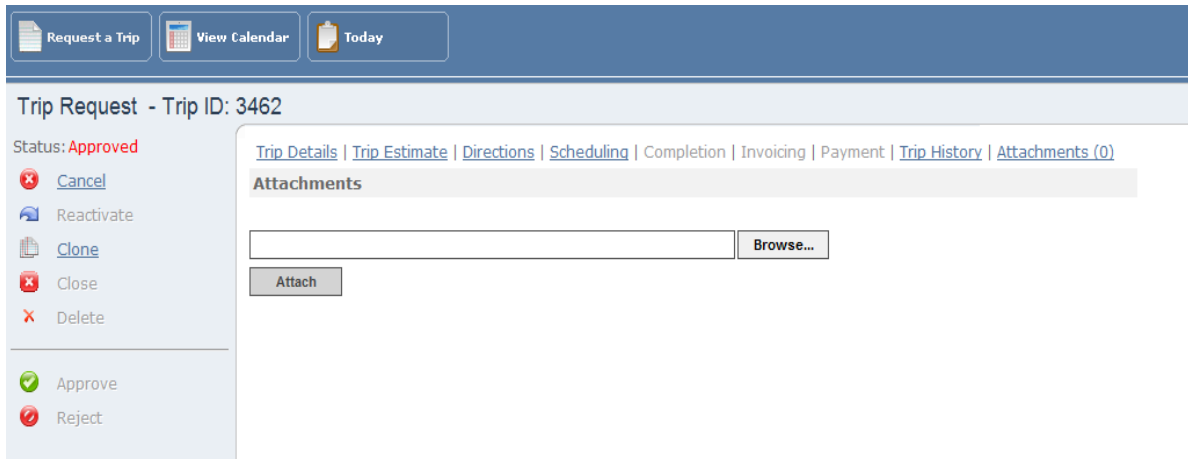 Request a Trip View Calendar Today
Trip Request - Trip ID: 3462
Status: Approved
Cancel
Reactivate
Clone
Close
Delete
Approve
Reject
Trip Details | Trip Estimate | Directions | Scheduling | Completion | Invoicing | Payment | Trip History | Attachments (0)
Attachments
Browse...
Attach